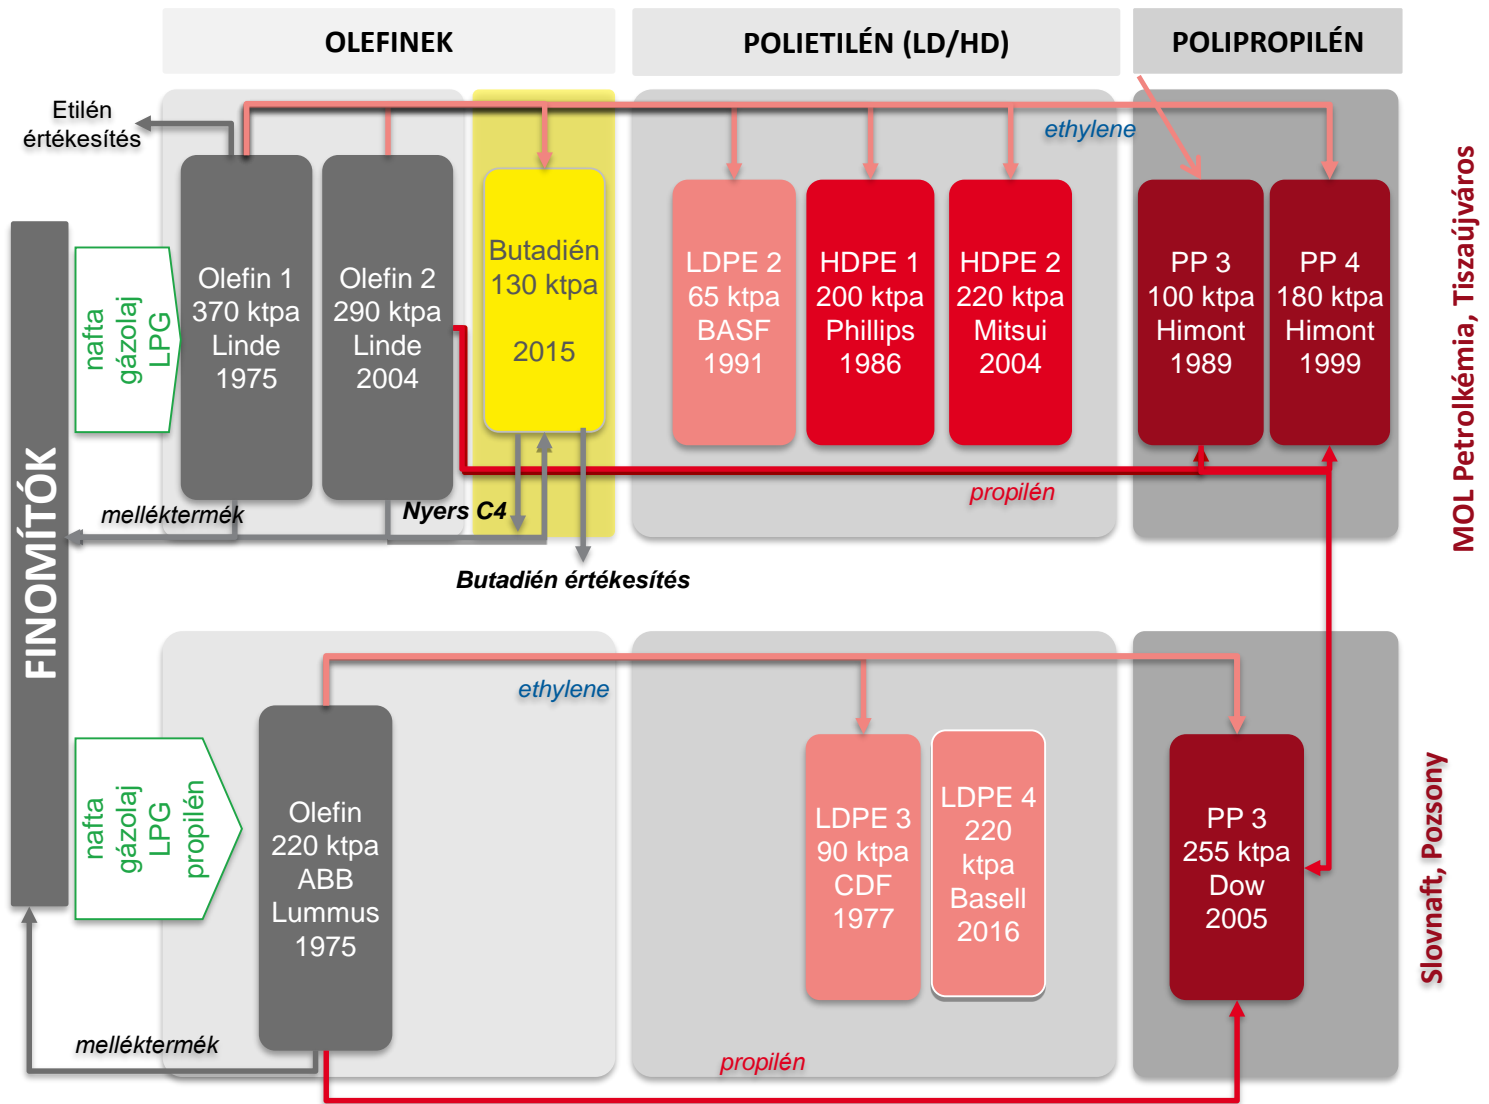 OLEFINEK
POLIETILÉN (LD/HD)
POLIPROPILÉN
Etilén
értékesítés
ethylene
FINOMÍTÓK
nafta
gázolaj
LPG
Olefin 1
370 ktpa
Linde
1975
Olefin 2
290 ktpa
Linde
2004
Butadién
130 ktpa
2015
LDPE 2
65 ktpa
BASF
1991
HDPE 1
200 ktpa
Phillips
1986
HDPE 2
220 ktpa
Mitsui
2004
PP 3
100 ktpa
Himont
1989
PP 4
180 ktpa
Himont
1999
MOL Petrolkémia, Tiszaújváros
melléktermék
Nyers C4
propilén
Butadién értékesítés
ethylene
nafta
gázolaj
LPG
propilén
Olefin
220 ktpa
ABB
Lummus
1975
LDPE 3
90 ktpa
CDF
1977
LDPE 4
220
ktpa
Basell
2016
PP 3
255 ktpa
Dow
2005
Slovnaft, Pozsony
melléktermék
propilén